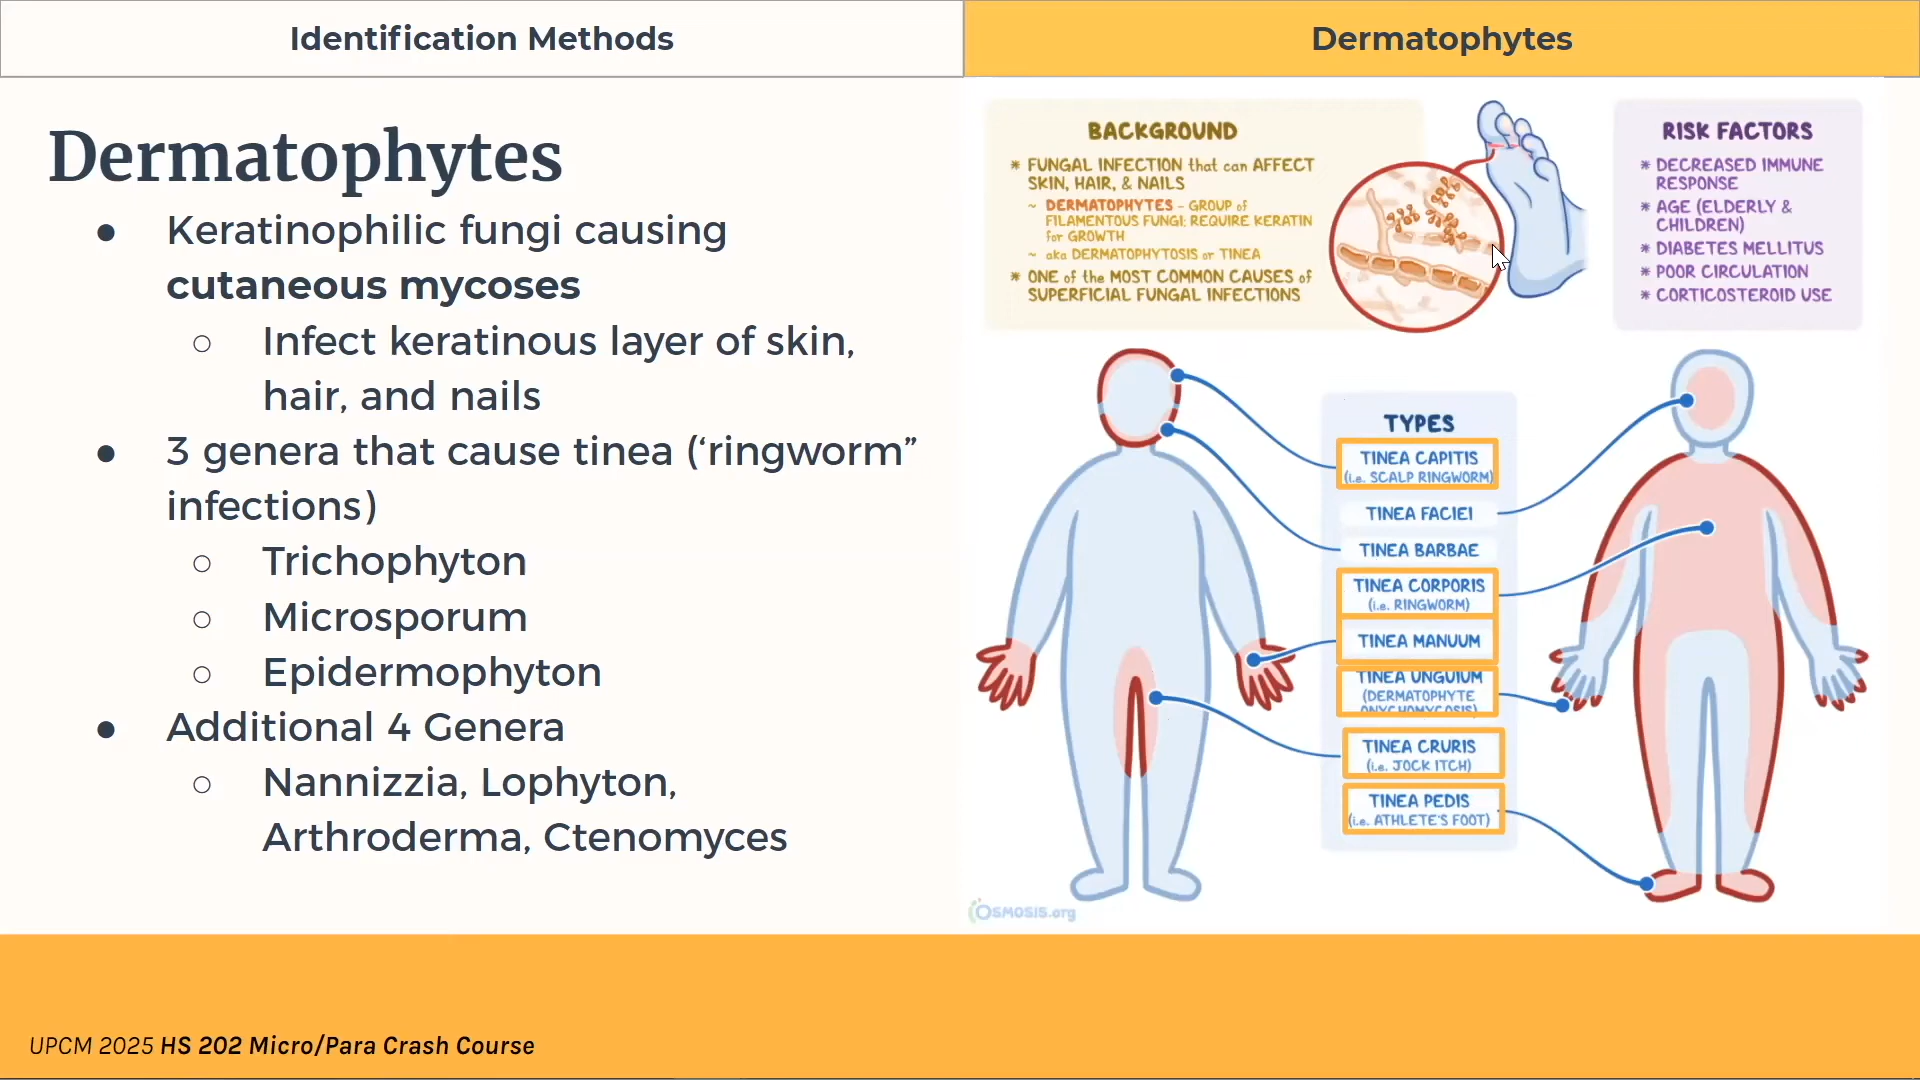 Identification Methods
Dermatophytes
Dermatophytes
● Keratinophilic fungi causing
cutaneous mycoses
○ Infect keratinous layer of skin,
hair, and nails
● 3 genera that cause tinea (‘ringworm”
infections)
○ Trichophyton
○ Microsporum
○ Epidermophyton
● Additional 4 Genera
○ Nannizzia, Lophyton,
Arthroderma, Ctenomyces
BACKGROUND
* FUNGAL INFECTION that can AFFECT
SKIN, HAIR, & NAILS
~ DERMATOPHYTES - GROUP of
FILAMENTOUS FUNGI; REQUIRE KERATIN
for GROWTH
~ aka DERMATOPHYTOSIS or TINEA
* ONE of the MOST COMMON CAUSES of
SUPERFICIAL FUNGAL INFECTIONS
RISK FACTORS
* DECREASED IMMUNE
RESPONSE
* AGE (ELDERLY &
CHILDREN)
* DIABETES MELLITUS
* POOR CIRCULATION
* CORTICOSTEROID USE
TYPES
TINEA CAPITIS
(i.e. SCALP RINGWORM)
TINEA FACIEI
TINEA BARBAE
TINEA CORPORIS
(i.e. RINGWORM)
TINEA MANUUM
TINEA UNGUIUM
(DERMATOPHYTE
ONYCHOMYCOSIS)
TINEA CRURIS
(i.e. JOCK ITCH)
TINEA PEDIS
(i.e. ATHLETE'S FOOT)
OSMOSIS.org
UPCM 2025 HS 202 Micro/Para Crash Course